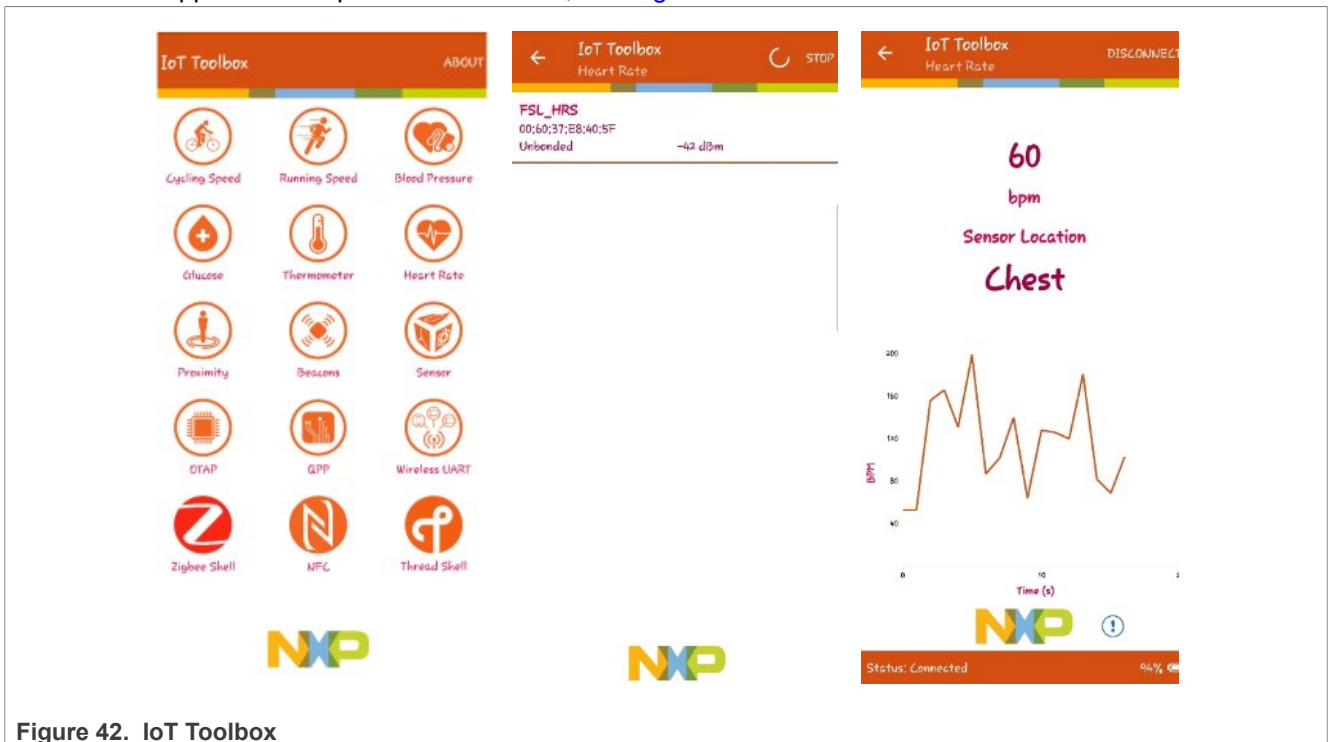 IoT Toolbox
ABOUT
Cycling Speed
Running Speed
Blood Pressure
Glucose
Thermometer
Heart Rate
Proximity
Beacons
Sensor
OTAP
QPP
Wireless UART
Zigbee Shell
NFC
Thread Shell
NXP
IoT Toolbox
Heart Rate
STOP
FSL_HRS
00:60:37:E8:40:5F
Unbonded -42 dBm
NXP
IoT Toolbox
Heart Rate
DISCONNECT
60
bpm
Sensor Location
Chest
200
160
120
80
40
BPM
0
10
Time (s)
NXP
Status: Connected
94%
Figure 42. IoT Toolbox